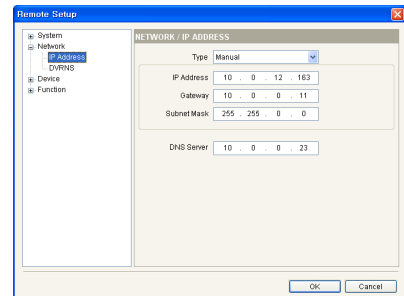 Remote Setup
System
Network
IP Address
DVRNS
Device
Function
NETWORK / IP ADDRESS
Type Manual
IP Address 10 . 0 . 12 . 163
Gateway 10 . 0 . 0 . 11
Subnet Mask 255 . 255 . 0 . 0
DNS Server 10 . 0 . 0 . 23
OK Cancel